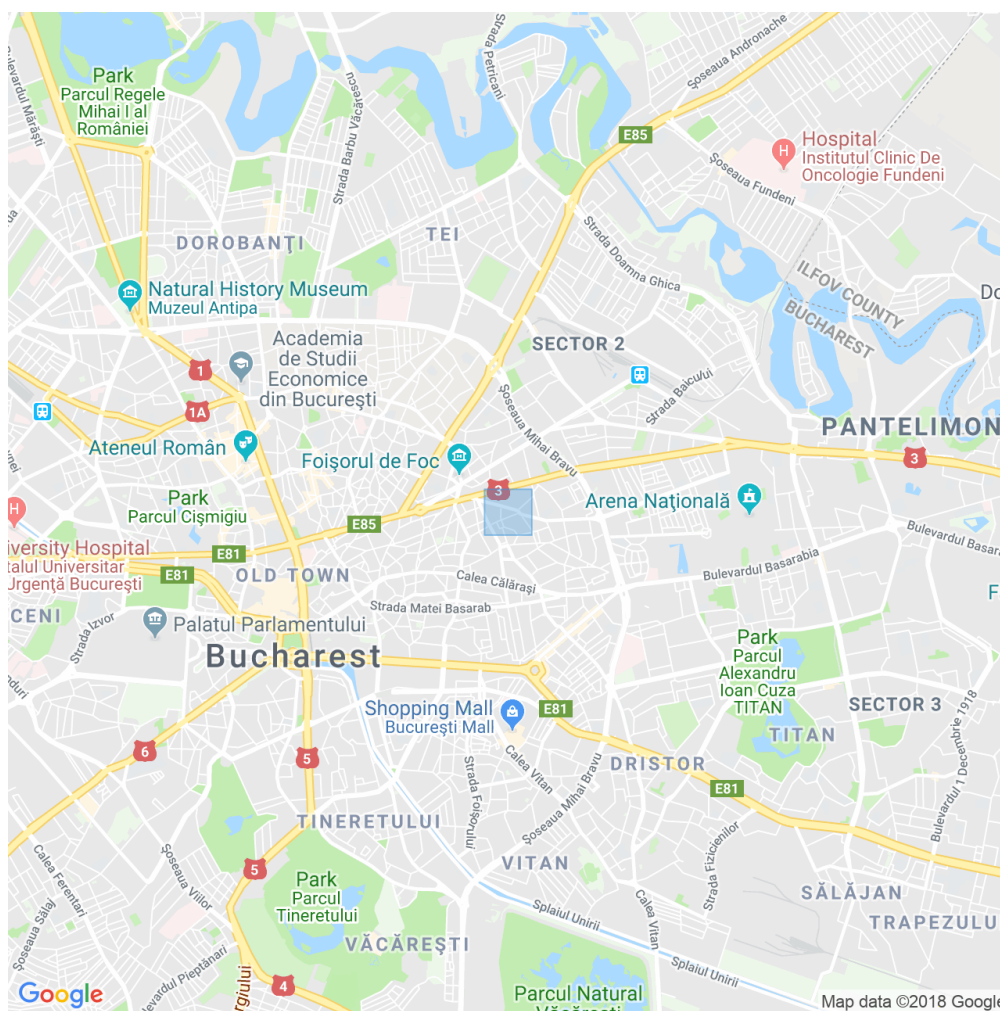 Strada Petricani
Șoseaua Andronache
Bulevardul Mărăști
Park
Parcul Regele
Mihai I al
României
Strada Barbu Văcărescu
E85
Hospital
Institutul Clinic De
Oncologie Fundeni
Șoseaua Fundeni
DOROBANȚI
TEI
Strada Doamna Ghica
ILFOV COUNTY
BUCHAREST
Natural History Museum
Muzeul Antipa
Academia
de Studii
Economice
din București
SECTOR 2
1
1A
Strada Baicului
Șoseaua Mihai Bravu
PANTELIMON
3
Ateneul Român
Foișorul de Foc
3
Arena Națională
Park
Parcul Cișmigiu
E85
University Hospital
E81
E81
OLD TOWN
Calea Călărași
Bulevardul Basarabia
Strada Matei Basarab
Strada Izvor
Palatul Parlamentului
Bucharest
Park
Parcul
Alexandru
Ioan Cuza
TITAN
SECTOR 3
Shopping Mall
București Mall
E81
TITAN
6
5
Calea Vitan
DRISTOR
E81
Bulevardul 1 Decembrie 1918
Strada Foișorului
Șoseaua Mihai Bravu
TINERETULUI
VITAN
Strada Fizicienilor
Calea Ferentari
Șoseaua Viilor
5
Park
Parcul
Tineretului
SĂLĂJAN
TRAPEZULU
Splaiul Unirii
Calea Vitan
Șoseaua Sălaj
VĂCĂREȘTI
Bulevardul Pieptănari
Splaiul Unirii
4
Parcul Natural
Văcărești
Google
Map data ©2018 Google